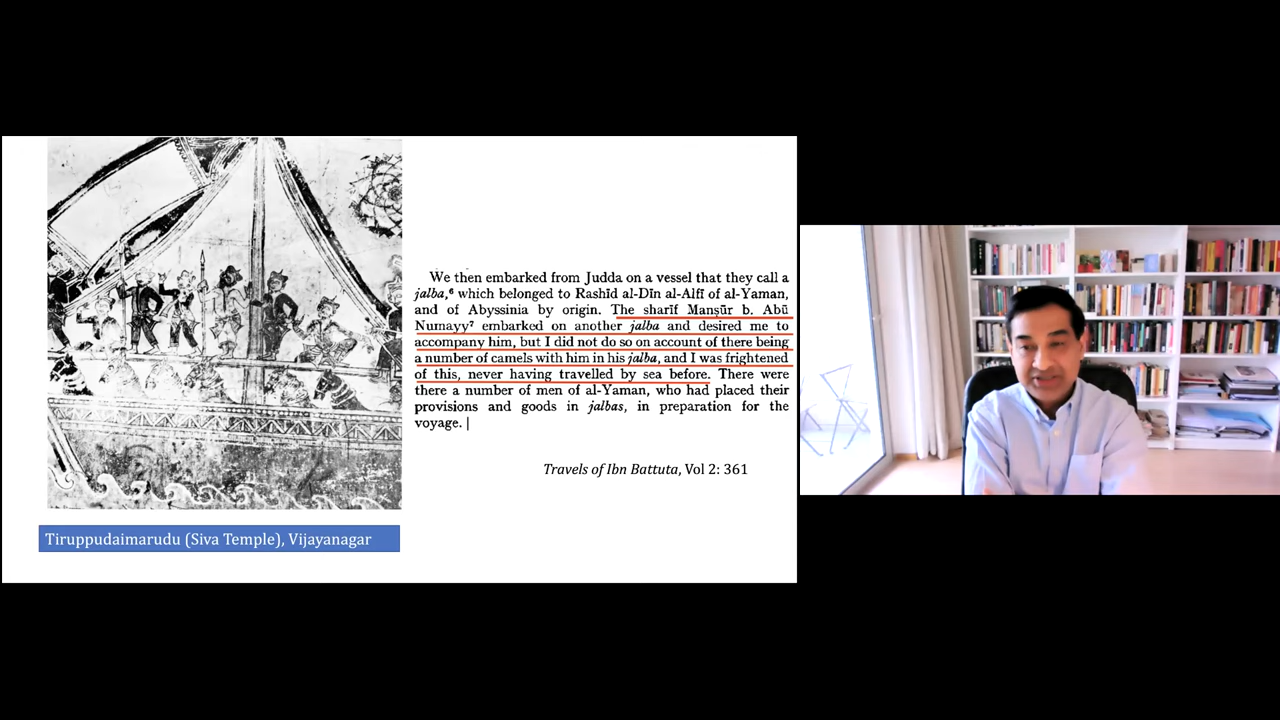 We then embarked from Judda on a vessel that they call a
jalba,⁶ which belonged to Rashīd al-Dīn al-Alfī of al-Yaman,
and of Abyssinia by origin. The sharīf Manṣūr b. Abū
Numayy⁷ embarked on another jalba and desired me to
accompany him, but I did not do so on account of there being
a number of camels with him in his jalba, and I was frightened
of this, never having travelled by sea before. There were
there a number of men of al-Yaman, who had placed their
provisions and goods in jalbas, in preparation for the
voyage. |
Travels of Ibn Battuta, Vol 2: 361
Tiruppudaimarudu (Siva Temple), Vijayanagar